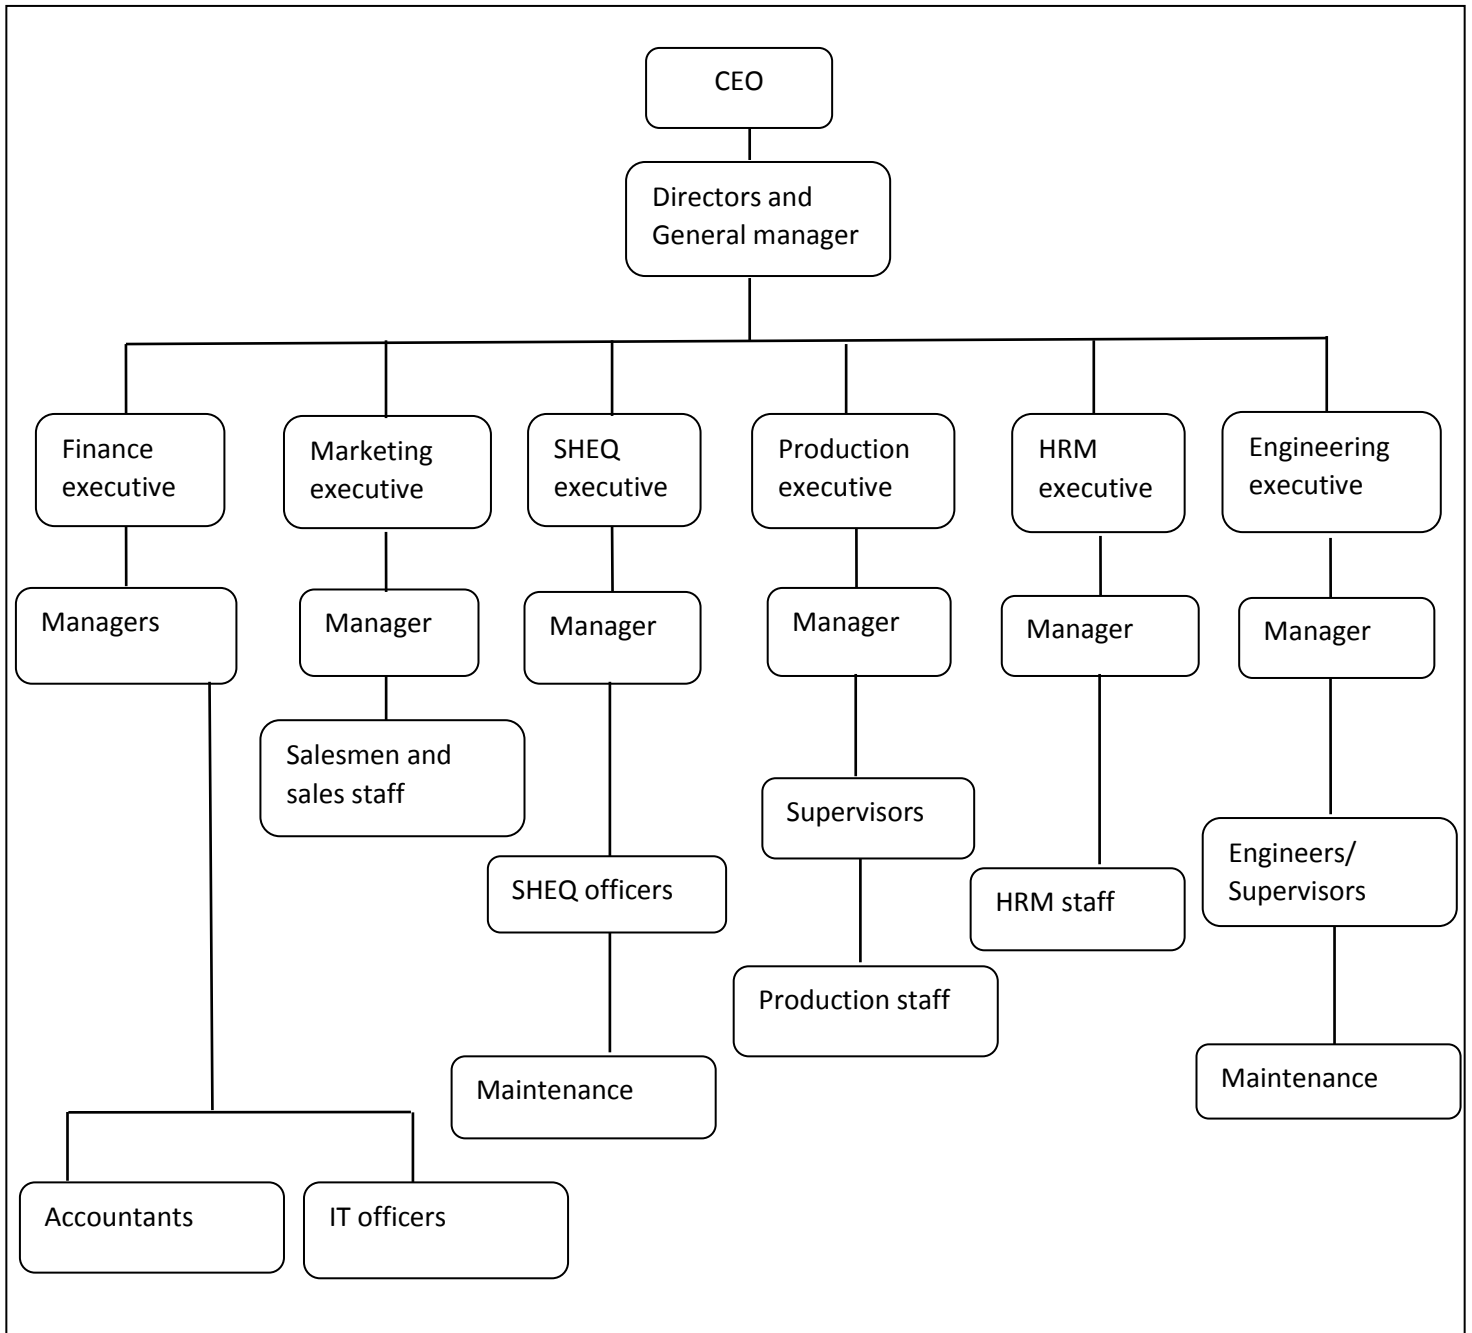 CEO
Directors and
General manager
Finance
executive
Marketing
executive
SHEQ
executive
Production
executive
HRM
executive
Engineering
executive
Managers
Manager
Manager
Manager
Manager
Manager
Salesmen and
sales staff
Supervisors
Engineers/
Supervisors
SHEQ officers
HRM staff
Production staff
Maintenance
Maintenance
Accountants
IT officers